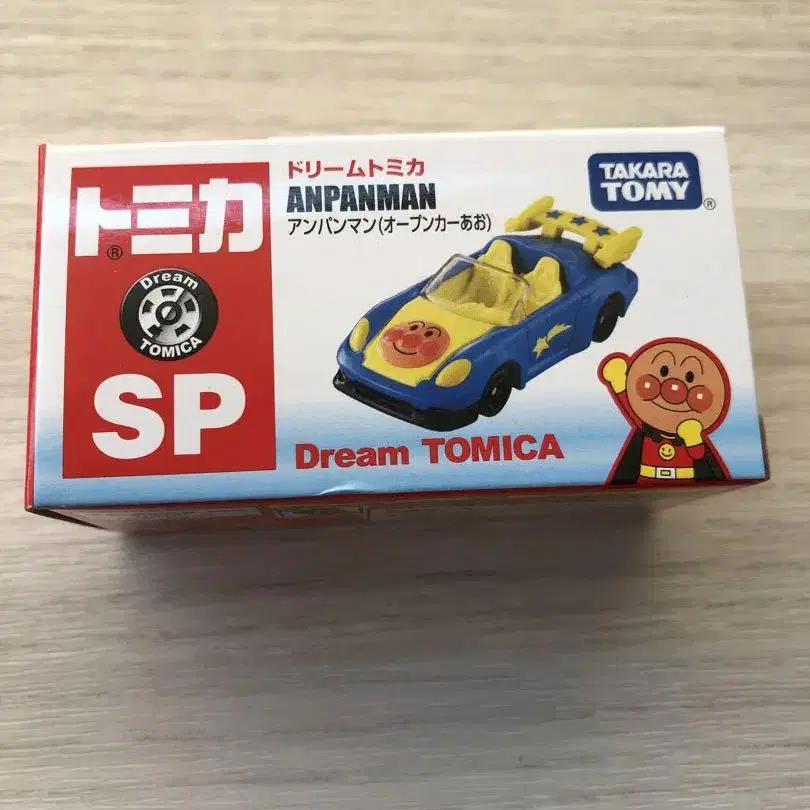 トミカ
®
Dream
TOMICA
SP
ドリームトミカ
ANPANMAN
アンパンマン(オープンカーあお)
Dream TOMICA
TAKARA
TOMY
®